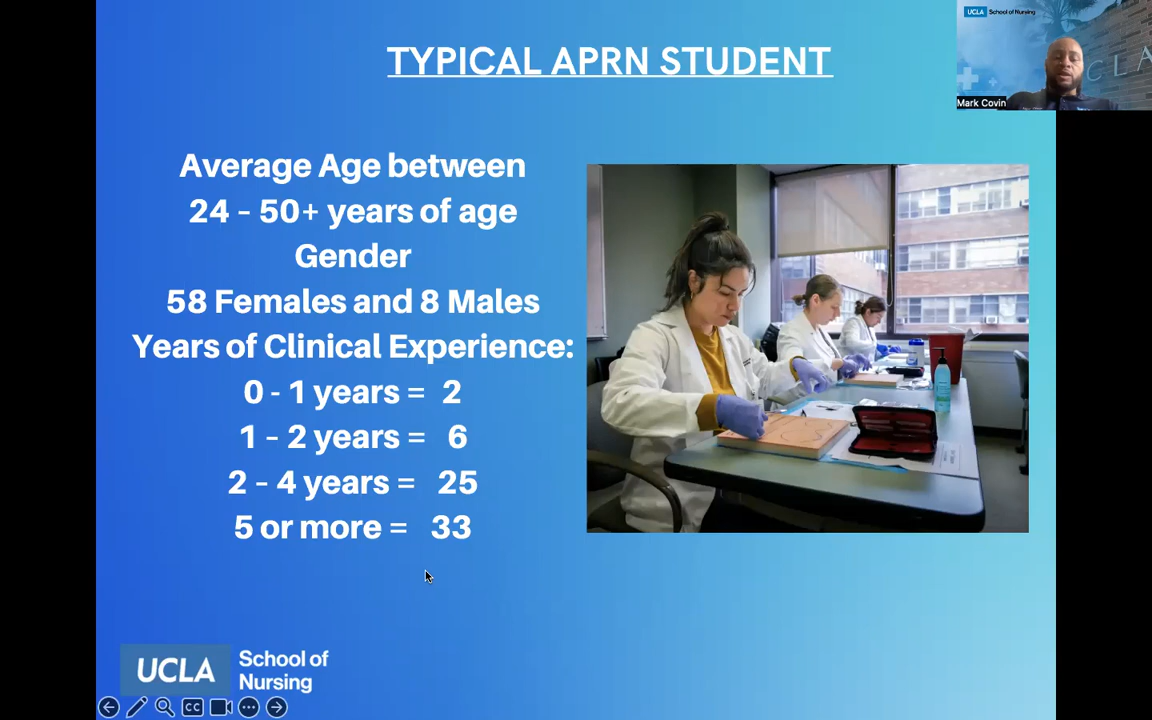 TYPICAL APRN STUDENT
UCLA School of Nursing
CLA
Mark Covin
Average Age between
24 – 50+ years of age
Gender
58 Females and 8 Males
Years of Clinical Experience:
0 - 1 years = 2
1 – 2 years = 6
2 – 4 years = 25
5 or more = 33
UCLA
School of
Nursing
CC